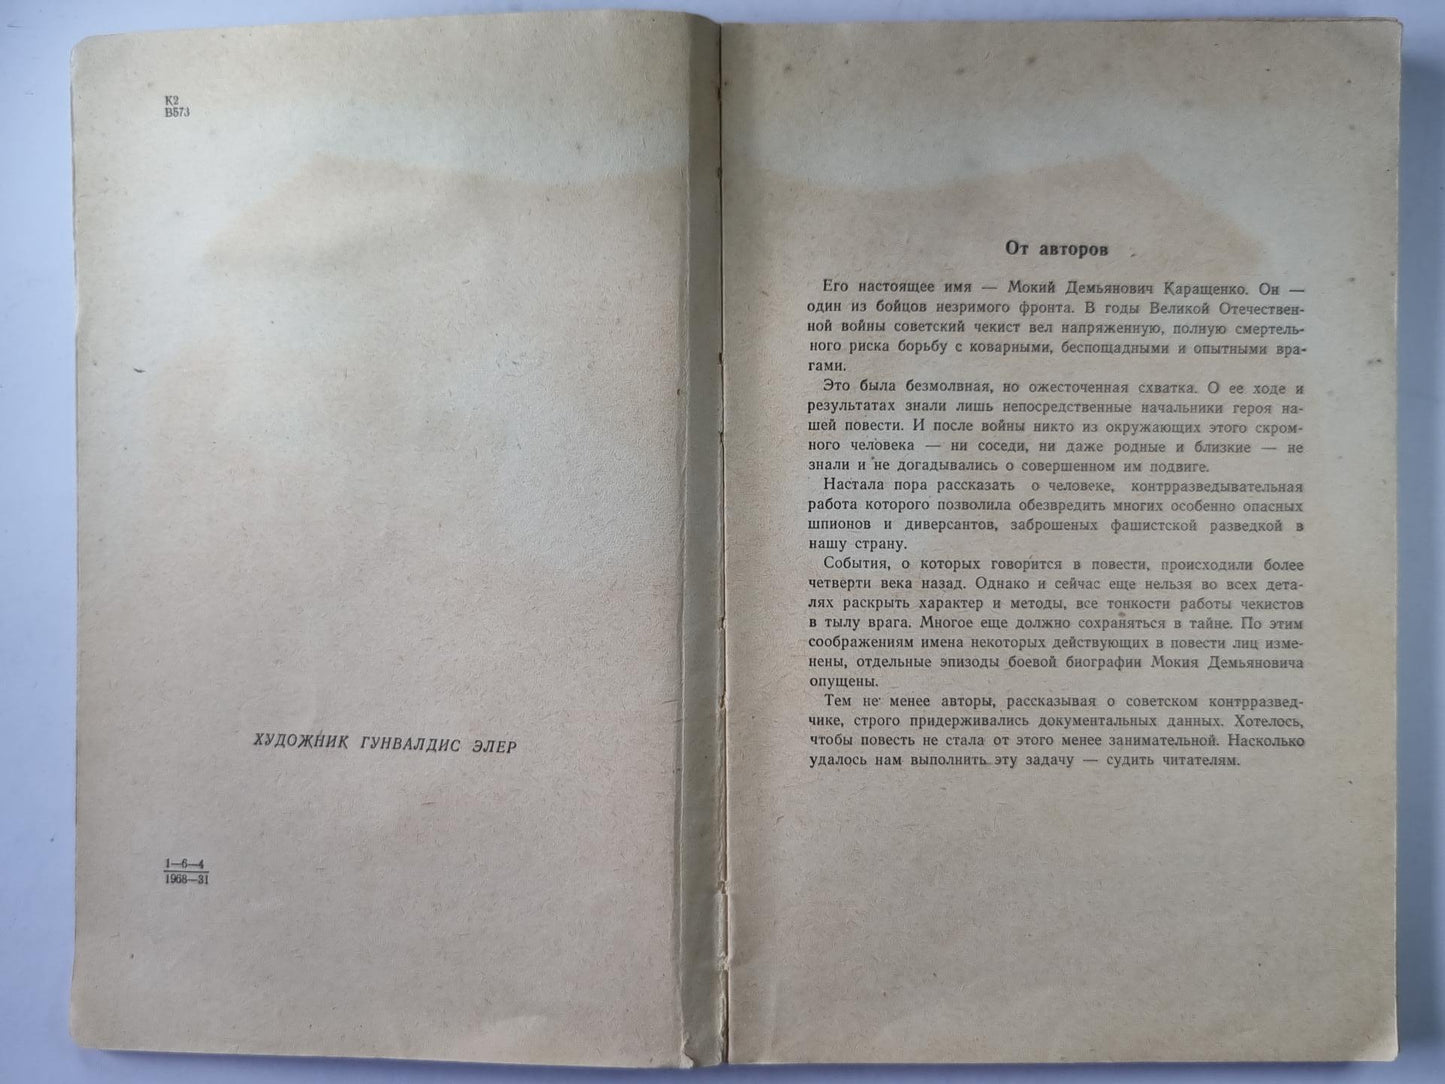 К2
В573
ХУДОЖНИК ГУНВАЛДИС ЭЛЕР
1—6—4
1968—31
От авторов
Его настоящее имя — Мокий Демьянович Каращенко. Он —
один из бойцов незримого фронта. В годы Великой Отечествен-
ной войны советский чекист вел напряженную, полную смертель-
ного риска борьбу с коварными, беспощадными и опытными вра-
гами.
Это была безмолвная, но ожесточенная схватка. О ее ходе и
результатах знали лишь непосредственные начальники героя на-
шей повести. И после войны никто из окружающих этого скром-
ного человека — ни соседи, ни даже родные и близкие — не
знали и не догадывались о совершенном им подвиге.
Настала пора рассказать о человеке, контрразведывательная
работа которого позволила обезвредить многих особенно опасных
шпионов и диверсантов, заброшеных фашистской разведкой в
нашу страну.
События, о которых говорится в повести, происходили более
четверти века назад. Однако и сейчас еще нельзя во всех дета-
лях раскрыть характер и методы, все тонкости работы чекистов
в тылу врага. Многое еще должно сохраняться в тайне. По этим
соображениям имена некоторых действующих в повести лиц изме-
нены, отдельные эпизоды боевой биографии Мокия Демьяновича
опущены.
Тем не менее авторы, рассказывая о советском контрразвед-
чике, строго придерживались документальных данных. Хотелось,
чтобы повесть не стала от этого менее занимательной. Насколько
удалось нам выполнить эту задачу — судить читателям.